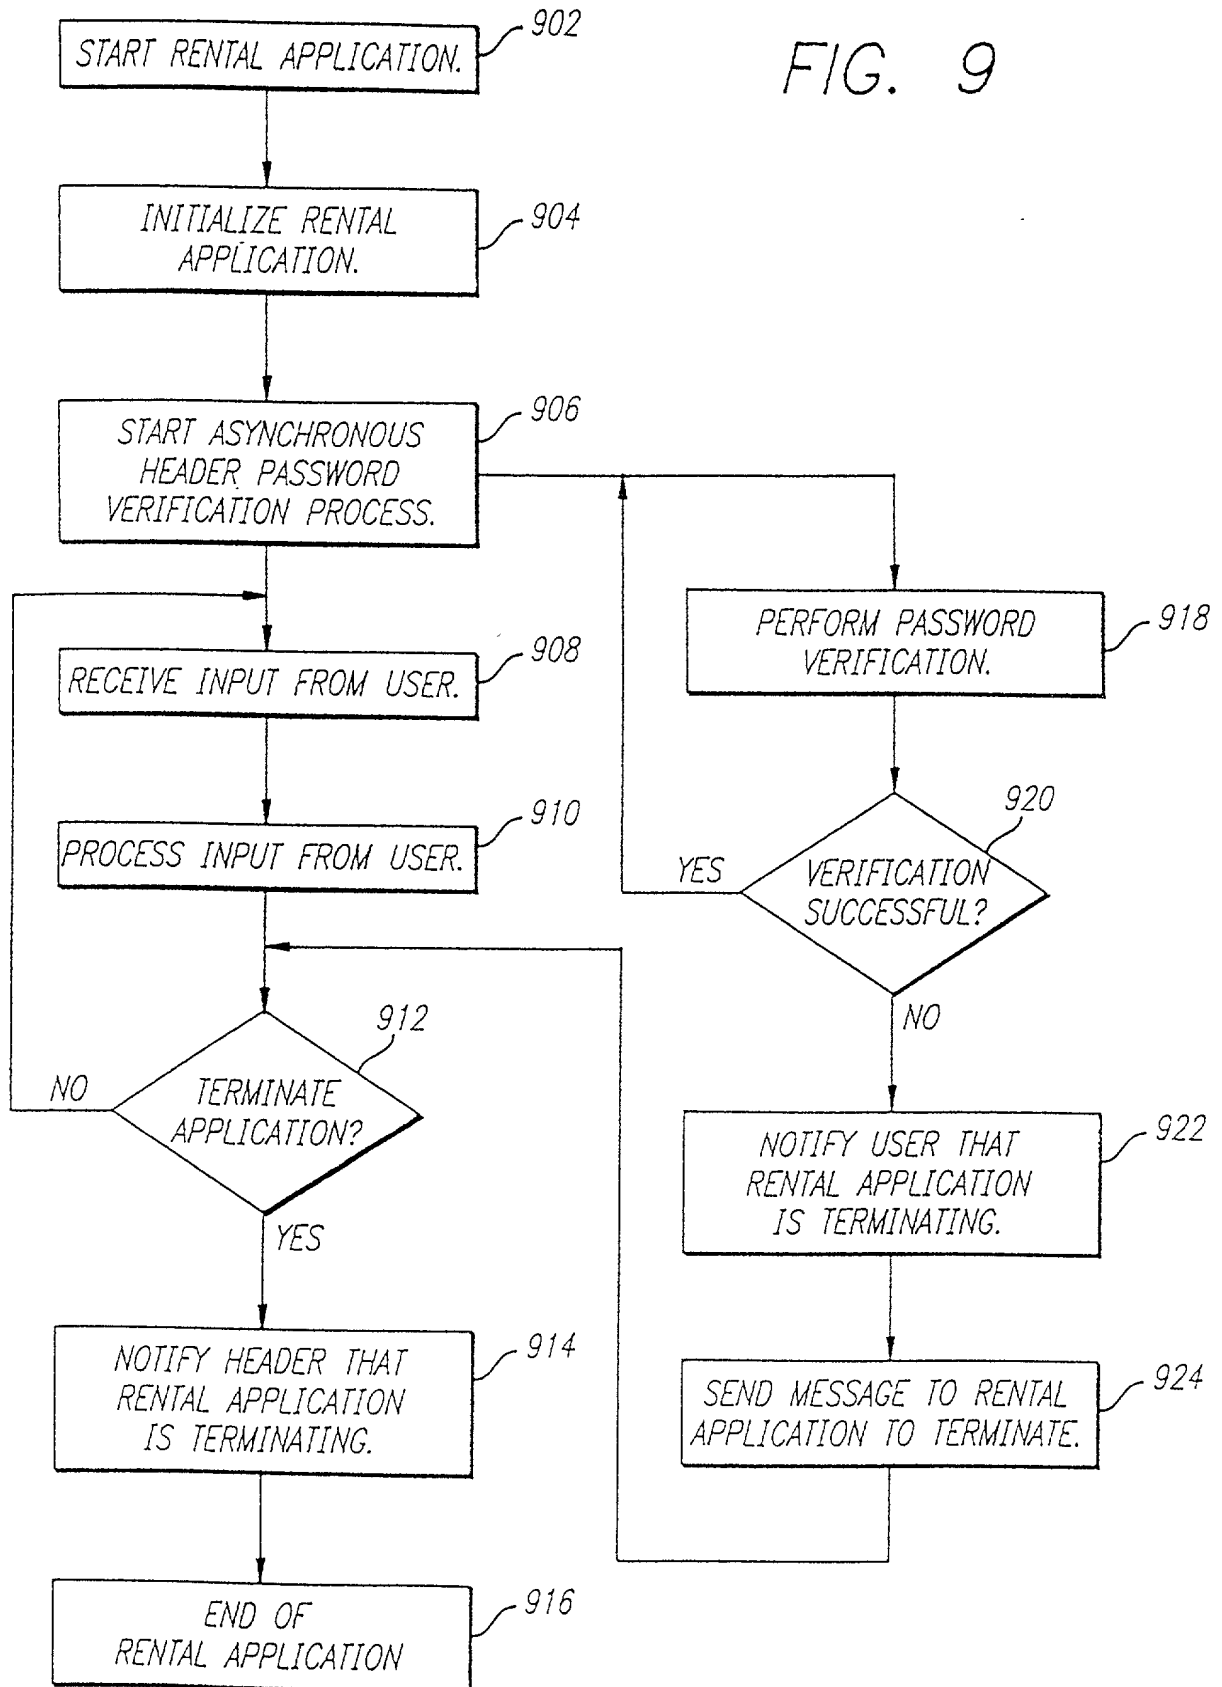 FIG. 9
902
START RENTAL APPLICATION.
904
INITIALIZE RENTAL
APPLICATION.
906
START ASYNCHRONOUS
HEADER PASSWORD
VERIFICATION PROCESS.
908
RECEIVE INPUT FROM USER.
910
PROCESS INPUT FROM USER.
912
TERMINATE
APPLICATION?
NO
YES
914
NOTIFY HEADER THAT
RENTAL APPLICATION
IS TERMINATING.
916
END OF
RENTAL APPLICATION
918
PERFORM PASSWORD
VERIFICATION.
920
VERIFICATION
SUCCESSFUL?
YES
NO
922
NOTIFY USER THAT
RENTAL APPLICATION
IS TERMINATING.
924
SEND MESSAGE TO RENTAL
APPLICATION TO TERMINATE.